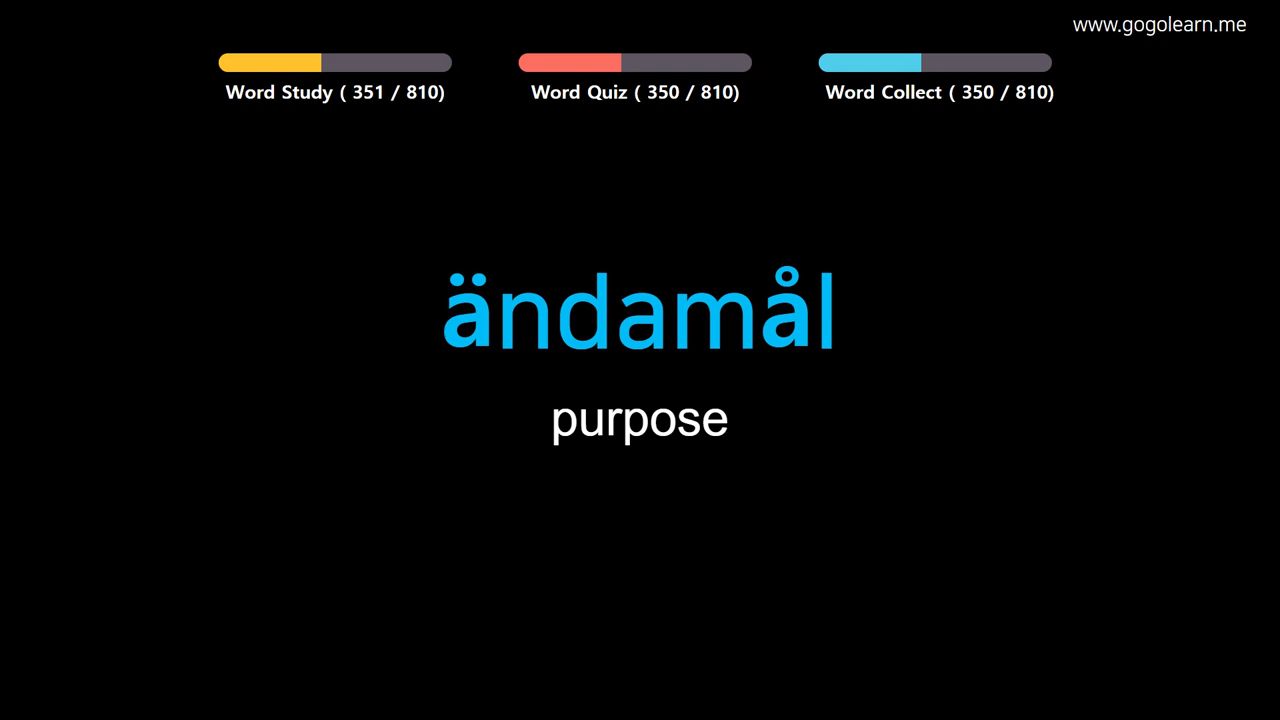 www.gogolearn.me
Word Study ( 351 / 810)
Word Quiz ( 350 / 810)
Word Collect ( 350 / 810)
ändamål
purpose